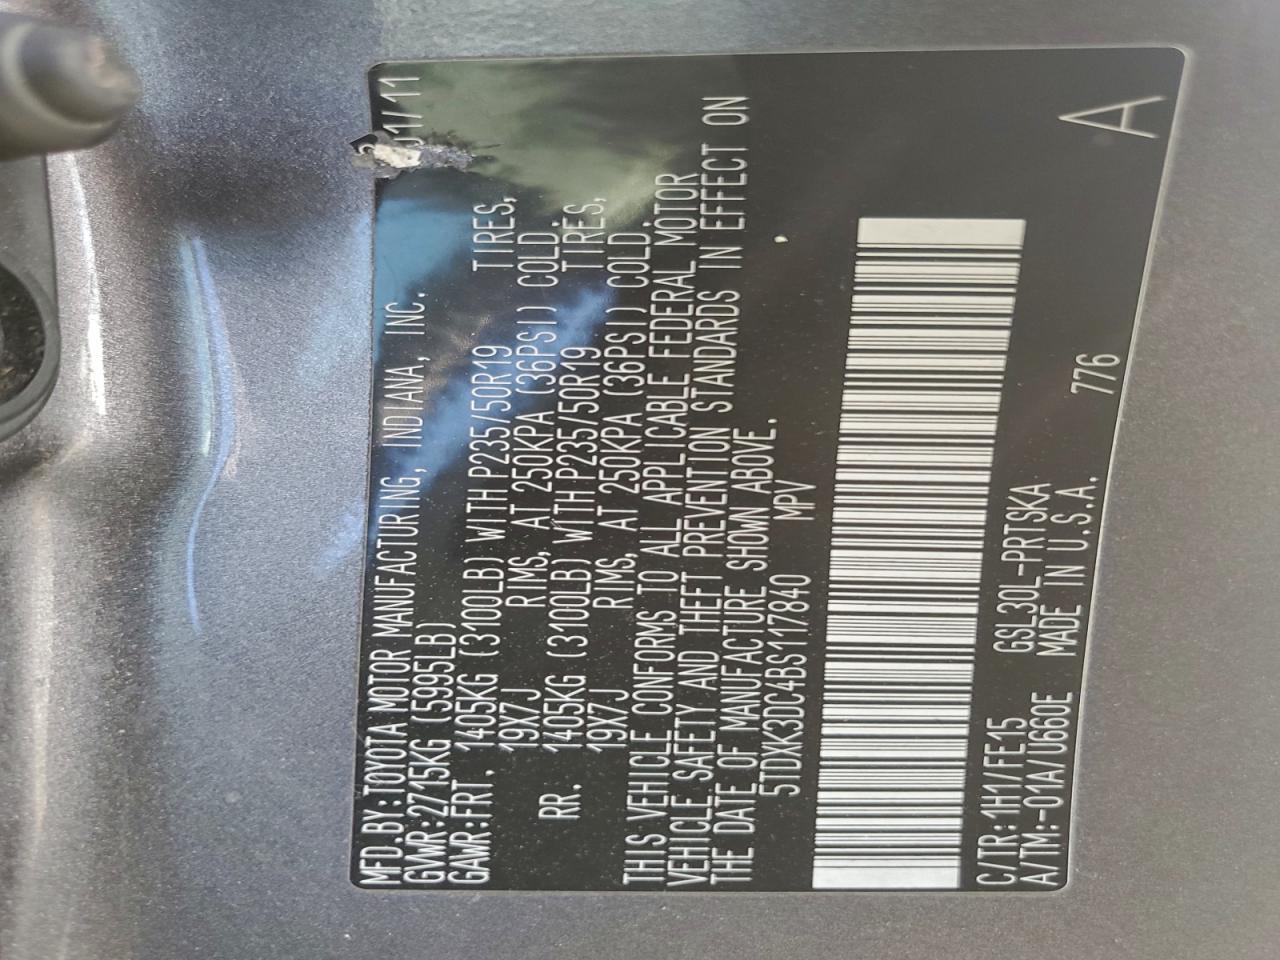 MFD.BY:TOYOTA MOTOR MANUFACTURING, INDIANA, INC. 01/11
GVWR:2715KG (5995LB)
GAWR:FRT. 1405KG (3100LB) WITH P235/50R19 TIRES,
19X7J RIMS, AT 250KPA (36PSI) COLD.
RR. 1405KG (3100LB) WITH P235/50R19 TIRES,
19X7J RIMS, AT 250KPA (36PSI) COLD.
THIS VEHICLE CONFORMS TO ALL APPLICABLE FEDERAL MOTOR
VEHICLE SAFETY AND THEFT PREVENTION STANDARDS IN EFFECT ON
THE DATE OF MANUFACTURE SHOWN ABOVE.
5TDXK3DC4BS117840 MPV
C/TR:1H1/FE15 GSL30L-PRTSKA
A/TM:-01A/U660E MADE IN U.S.A. 776 A